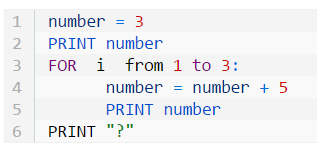 1 number = 3
2 PRINT number
3 FOR i from 1 to 3:
4 number = number + 5
5 PRINT number
6 PRINT "?"